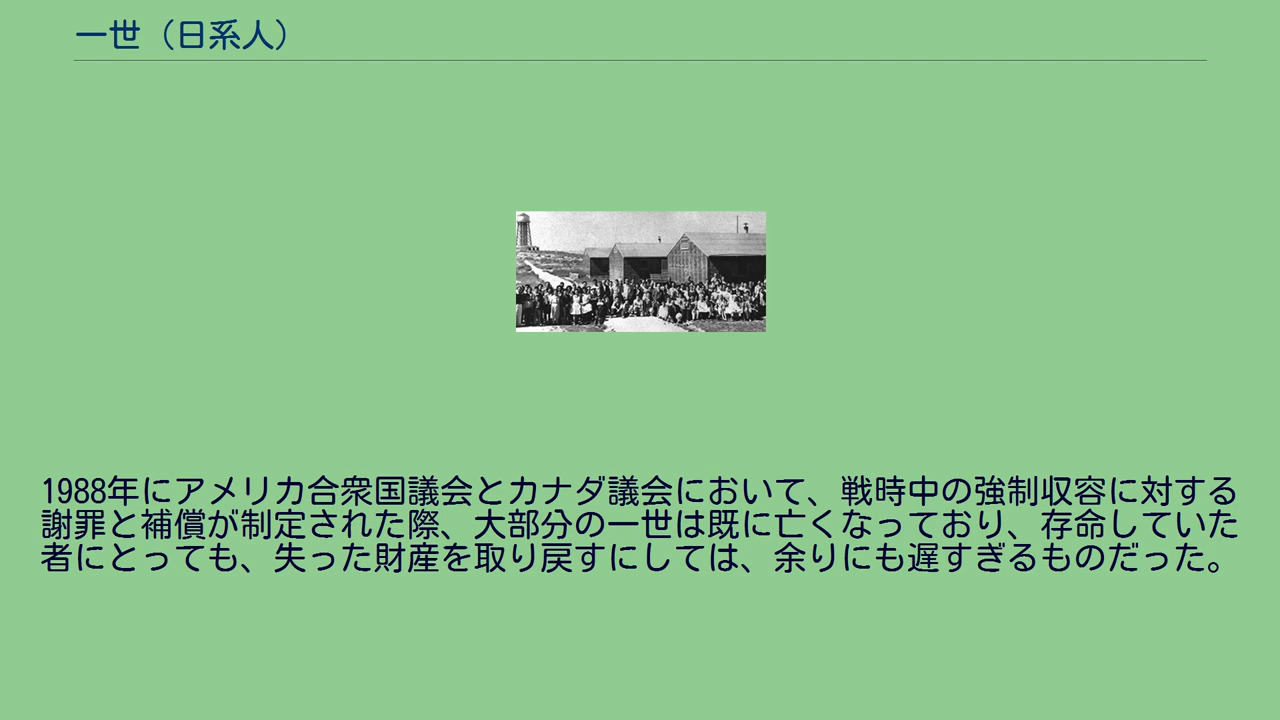 一世（日系人）
1988年にアメリカ合衆国議会とカナダ議会において、戦時中の強制収容に対する
謝罪と補償が制定された際、大部分の一世は既に亡くなっており、存命していた
者にとっても、失った財産を取り戻すにしては、余りにも遅すぎるものだった。